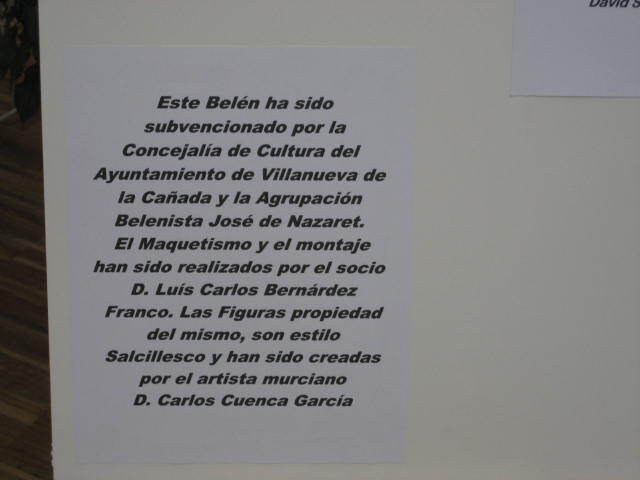 David S
Este Belén ha sido
subvencionado por la
Concejalía de Cultura del
Ayuntamiento de Villanueva de
la Cañada y la Agrupación
Belenista José de Nazaret.
El Maquetismo y el montaje
han sido realizados por el socio
D. Luís Carlos Bernárdez
Franco. Las Figuras propiedad
del mismo, son estilo
Salcillesco y han sido creadas
por el artista murciano
D. Carlos Cuenca García